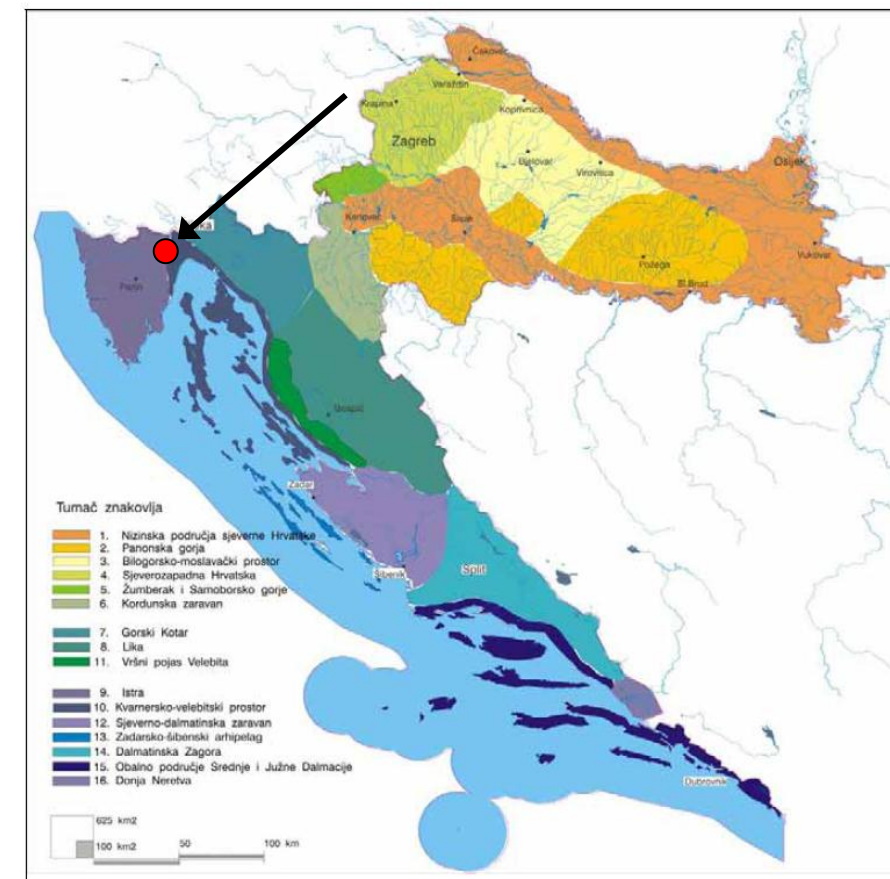 Čakovec
Varaždin
Krapina
Koprivnica
Zagreb
Bjelovar
Virovitica
Osijek
Karlovac
Sisak
Vukovar
Požega
Sl.Brod
Pazin
Gospić
Zadar
Šibenik
Split
Dubrovnik
Tumač znakovlja
1. Nizinska područja sjeverne Hrvatske
2. Panonska gorja
3. Bilogorsko-moslavački prostor
4. Sjeverozapadna Hrvatska
5. Žumberak i Samoborsko gorje
6. Kordunska zaravan
7. Gorski Kotar
8. Lika
11. Vršni pojas Velebita
9. Istra
10. Kvarnersko-velebitski prostor
12. Sjeverno-dalmatinska zaravan
13. Zadarsko-šibenski arhipelag
14. Dalmatinska Zagora
15. Obalno područje Srednje i Južne Dalmacije
16. Donja Neretva
625 km2
100 km2
50
100 km